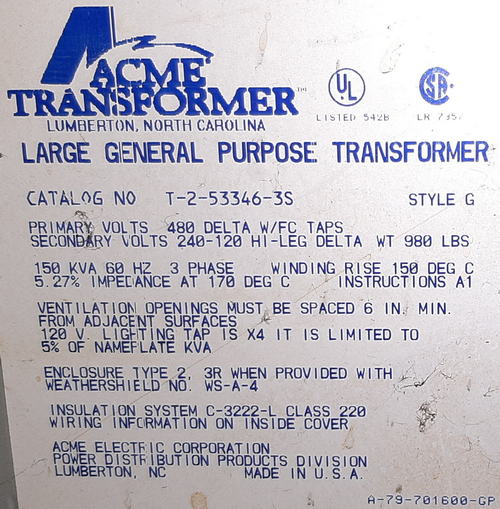 ACME
TRANSFORMER™
LUMBERTON, NORTH CAROLINA
UL
LISTED 542B
SA
LR 7357
LARGE GENERAL PURPOSE TRANSFORMER
CATALOG NO T-2-53346-3S STYLE G
PRIMARY VOLTS 480 DELTA W/FC TAPS
SECONDARY VOLTS 240-120 HI-LEG DELTA WT 980 LBS
150 KVA 60 HZ 3 PHASE WINDING RISE 150 DEG C
5.27% IMPEDANCE AT 170 DEG C INSTRUCTIONS A1
VENTILATION OPENINGS MUST BE SPACED 6 IN. MIN.
FROM ADJACENT SURFACES
120 V. LIGHTING TAP IS X4 IT IS LIMITED TO
5% OF NAMEPLATE KVA
ENCLOSURE TYPE 2, 3R WHEN PROVIDED WITH
WEATHERSHIELD NO. WS-A-4
INSULATION SYSTEM C-3222-L CLASS 220
WIRING INFORMATION ON INSIDE COVER
ACME ELECTRIC CORPORATION
POWER DISTRIBUTION PRODUCTS DIVISION
LUMBERTON, NC MADE IN U.S.A.
A-79-701600-GP